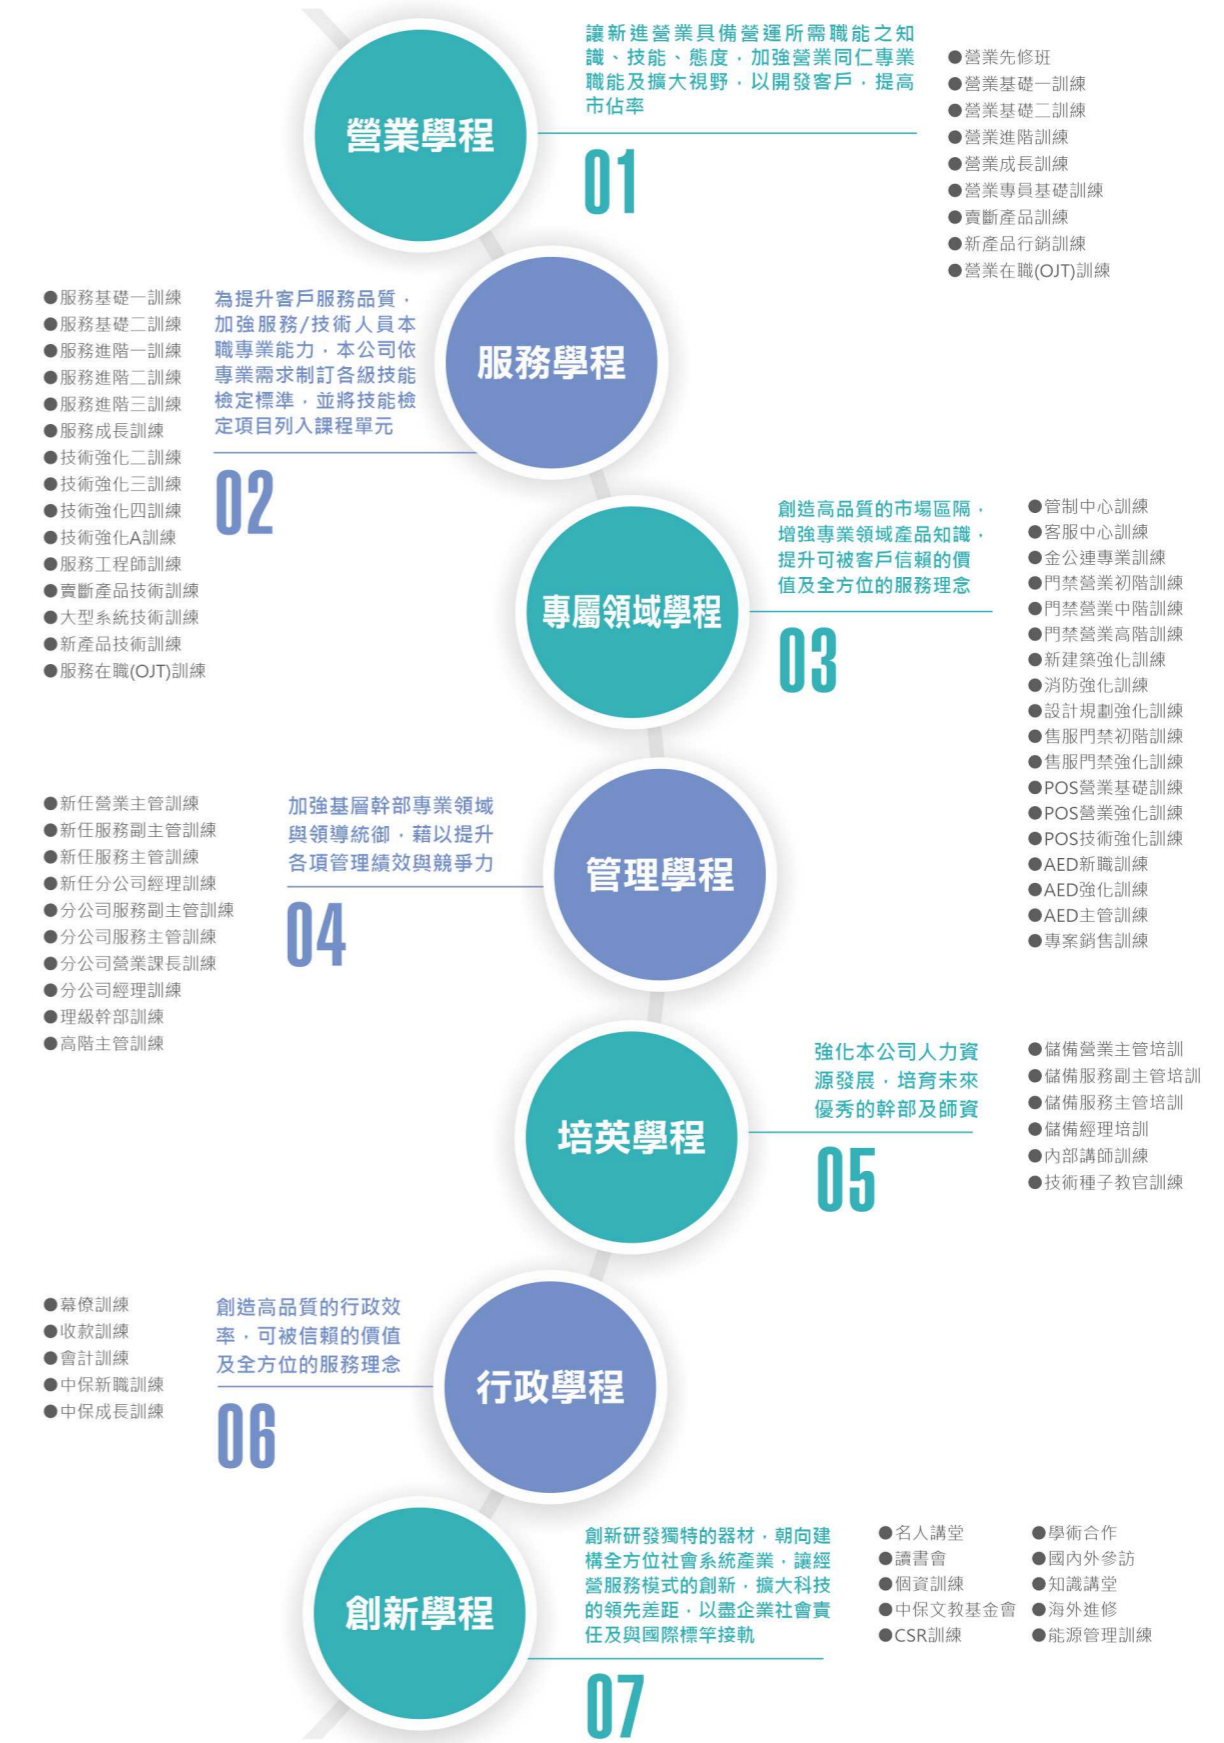 營業學程
讓新進營業具備營運所需職能之知
識、技能、態度，加強營業同仁專業
職能及擴大視野，以開發客戶，提高
市佔率
01
●營業先修班
●營業基礎一訓練
●營業基礎二訓練
●營業進階訓練
●營業成長訓練
●營業專員基礎訓練
●賣斷產品訓練
●新產品行銷訓練
●營業在職(OJT)訓練
服務學程
為提升客戶服務品質，
加強服務/技術人員本
職專業能力，本公司依
專業需求制訂各級技能
檢定標準，並將技能檢
定項目列入課程單元
02
●服務基礎一訓練
●服務基礎二訓練
●服務進階一訓練
●服務進階二訓練
●服務進階三訓練
●服務成長訓練
●技術強化二訓練
●技術強化三訓練
●技術強化四訓練
●技術強化A訓練
●服務工程師訓練
●賣斷產品技術訓練
●大型系統技術訓練
●新產品技術訓練
●服務在職(OJT)訓練
專屬領域學程
創造高品質的市場區隔，
增強專業領域產品知識，
提升可被客戶信賴的價
值及全方位的服務理念
03
●管制中心訓練
●客服中心訓練
●金公連專業訓練
●門禁營業初階訓練
●門禁營業中階訓練
●門禁營業高階訓練
●新建築強化訓練
●消防強化訓練
●設計規劃強化訓練
●售服門禁初階訓練
●售服門禁強化訓練
●POS營業基礎訓練
●POS營業強化訓練
●POS技術強化訓練
●AED新職訓練
●AED強化訓練
●AED主管訓練
●專案銷售訓練
管理學程
加強基層幹部專業領域
與領導統御，藉以提升
各項管理績效與競爭力
04
●新任營業主管訓練
●新任服務副主管訓練
●新任服務主管訓練
●新任分公司經理訓練
●分公司服務副主管訓練
●分公司服務主管訓練
●分公司營業課長訓練
●分公司經理訓練
●理級幹部訓練
●高階主管訓練
培英學程
強化本公司人力資
源發展，培育未來
優秀的幹部及師資
05
●儲備營業主管培訓
●儲備服務副主管培訓
●儲備服務主管培訓
●儲備經理培訓
●內部講師訓練
●技術種子教官訓練
行政學程
創造高品質的行政效
率，可被信賴的價值
及全方位的服務理念
06
●幕僚訓練
●收款訓練
●會計訓練
●中保新職訓練
●中保成長訓練
創新學程
創新研發獨特的器材，朝向建
構全方位社會系統產業，讓經
營服務模式的創新，擴大科技
的領先差距，以盡企業社會責
任及與國際標竿接軌
07
●名人講堂
●讀書會
●個資訓練
●中保文教基金會
●CSR訓練
●學術合作
●國內外參訪
●知識講堂
●海外進修
●能源管理訓練